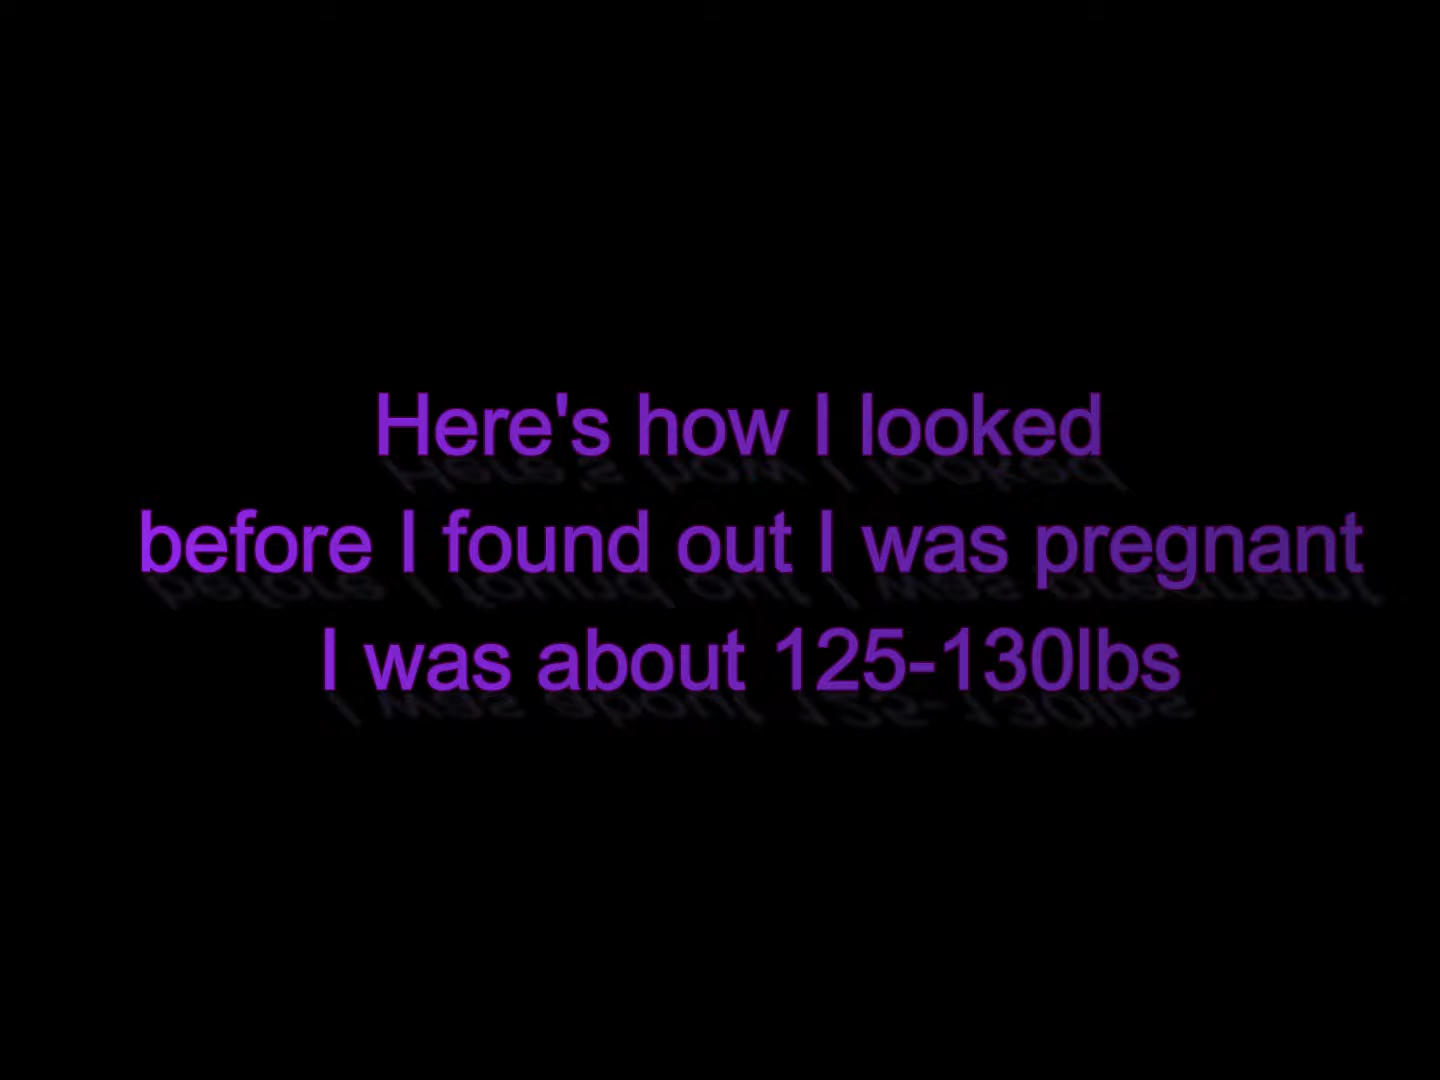 Here's how I looked
before I found out I was pregnant
I was about 125-130lbs